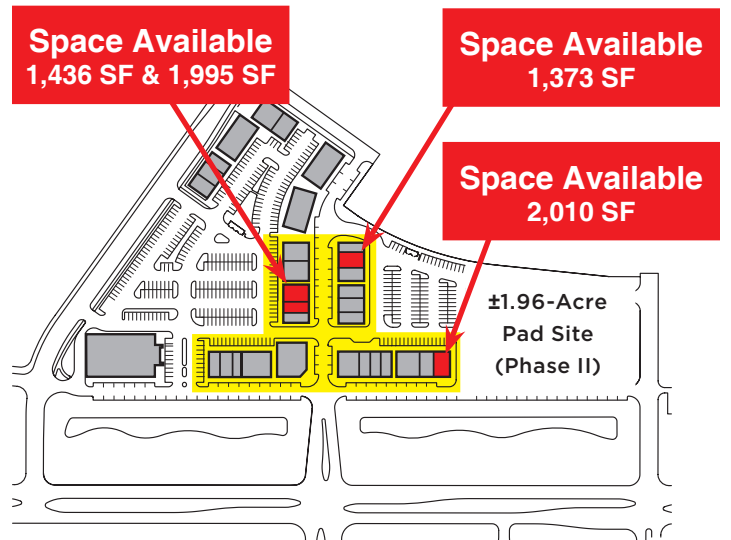 Space Available
1,436 SF & 1,995 SF
Space Available
1,373 SF
Space Available
2,010 SF
±1.96-Acre
Pad Site
(Phase II)